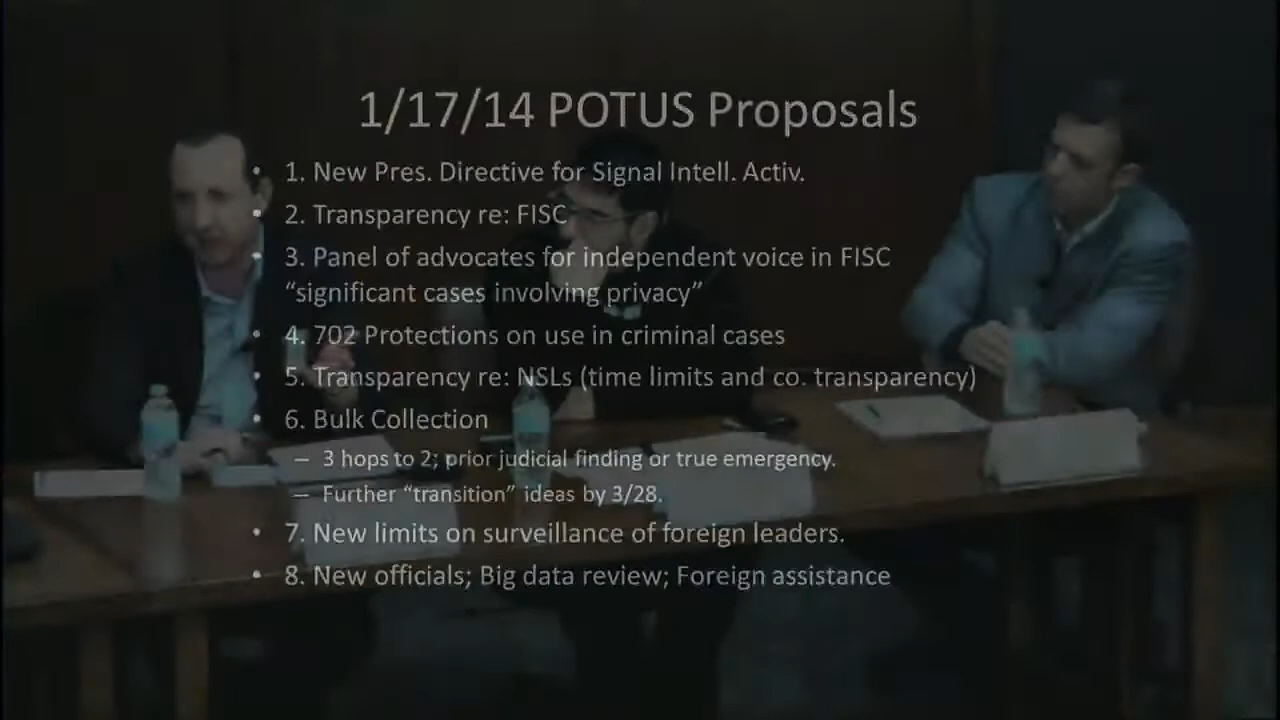 1/17/14 POTUS Proposals
• 1. New Pres. Directive for Signal Intell. Activ.
• 2. Transparency re: FISC
• 3. Panel of advocates for independent voice in FISC
“significant cases involving privacy”
• 4. 702 Protections on use in criminal cases
• 5. Transparency re: NSLs (time limits and co. transparency)
• 6. Bulk Collection
– 3 hops to 2; prior judicial finding or true emergency.
– Further “transition” ideas by 3/28.
• 7. New limits on surveillance of foreign leaders.
• 8. New officials; Big data review; Foreign assistance